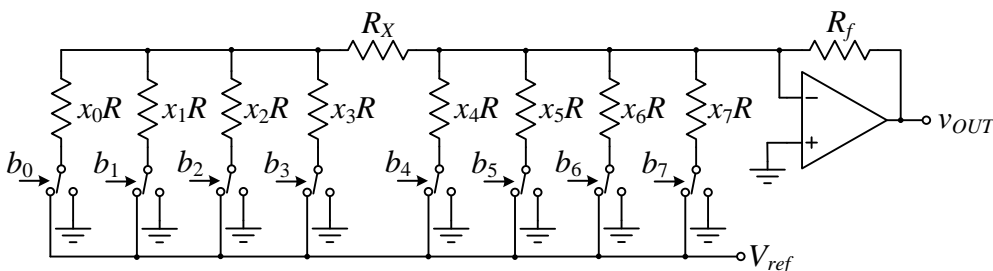 R_X
R_f
x_0R x_1R x_2R x_3R x_4R x_5R x_6R x_7R
− + v_OUT
b_0 b_1 b_2 b_3 b_4 b_5 b_6 b_7
V_ref